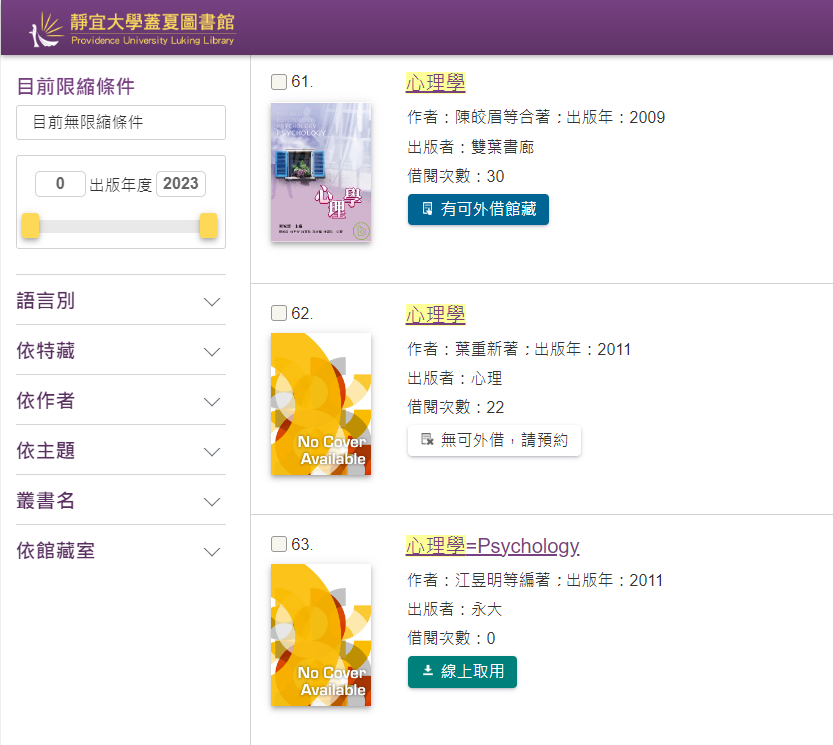 靜宜大學蓋夏圖書館
Providence University Luking Library
目前限縮條件
目前無限縮條件
0 出版年度 2023
語言別
依特藏
依作者
依主題
叢書名
依館藏室
61.
PSYCHOLOGY
心理學
心理學
作者：陳皎眉等合著；出版年：2009
出版者：雙葉書廊
借閱次數：30
有可外借館藏
62.
No Cover
Available
心理學
作者：葉重新著；出版年：2011
出版者：心理
借閱次數：22
無可外借，請預約
63.
No Cover
Available
心理學=Psychology
作者：江昱明等編著；出版年：2011
出版者：永大
借閱次數：0
線上取用